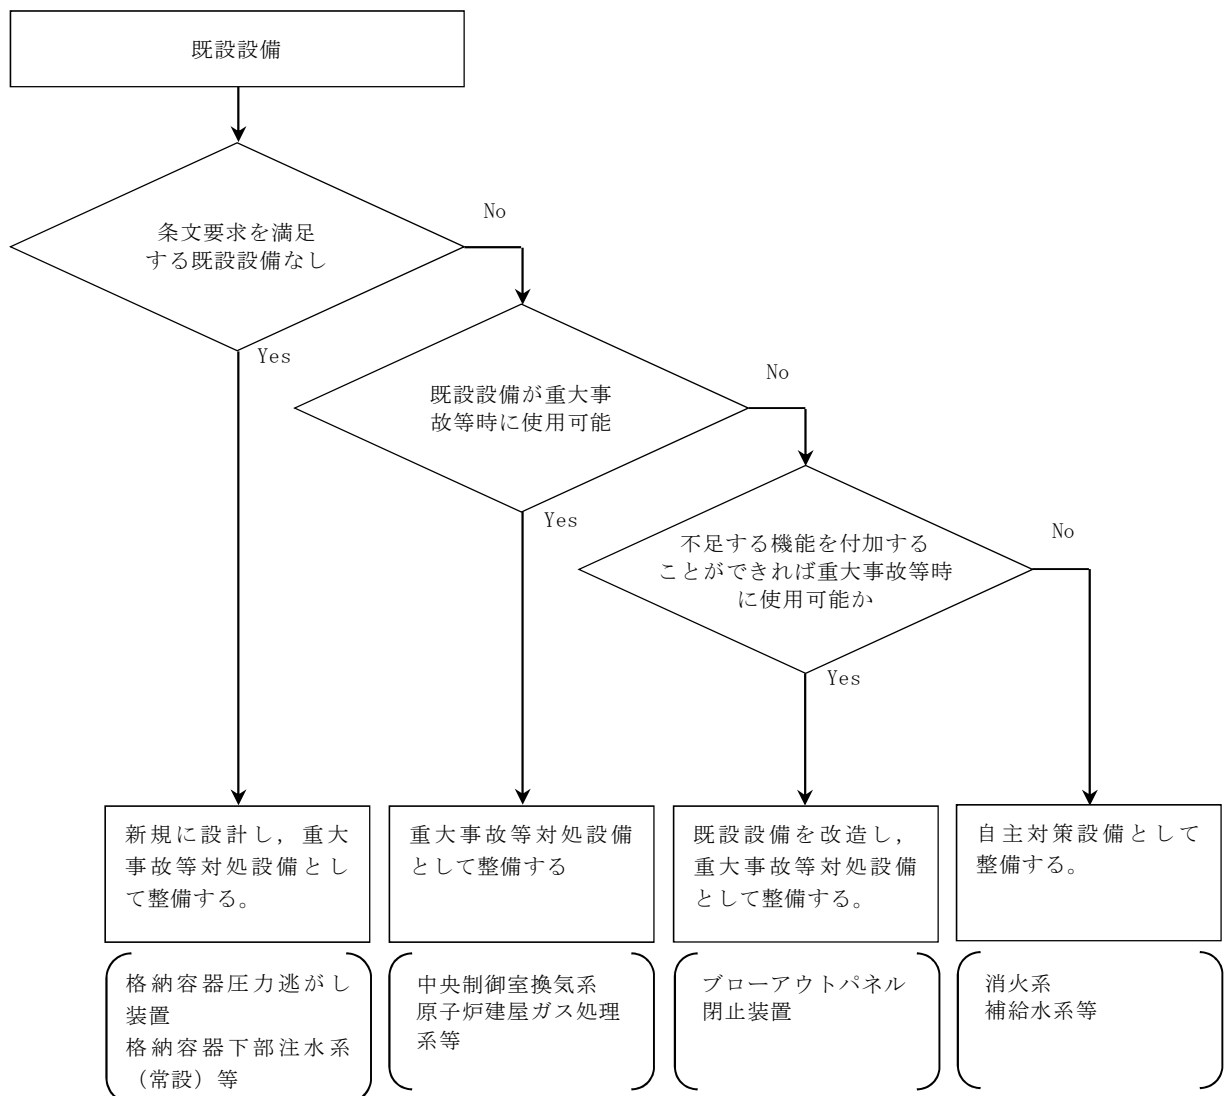 既設設備
条文要求を満足
する既設設備なし
No
Yes
既設設備が重大事
故等時に使用可能
No
Yes
不足する機能を付加する
ことができれば重大事故等時
に使用可能か
No
Yes
新規に設計し，重大
事故等対処設備とし
て整備する。
重大事故等対処設備
として整備する
既設設備を改造し，
重大事故等対処設備
として整備する。
自主対策設備として
整備する。
格納容器圧力逃がし
装置
格納容器下部注水系
（常設）等
中央制御室換気系
原子炉建屋ガス処理
系等
ブローアウトパネル
閉止装置
消火系
補給水系等